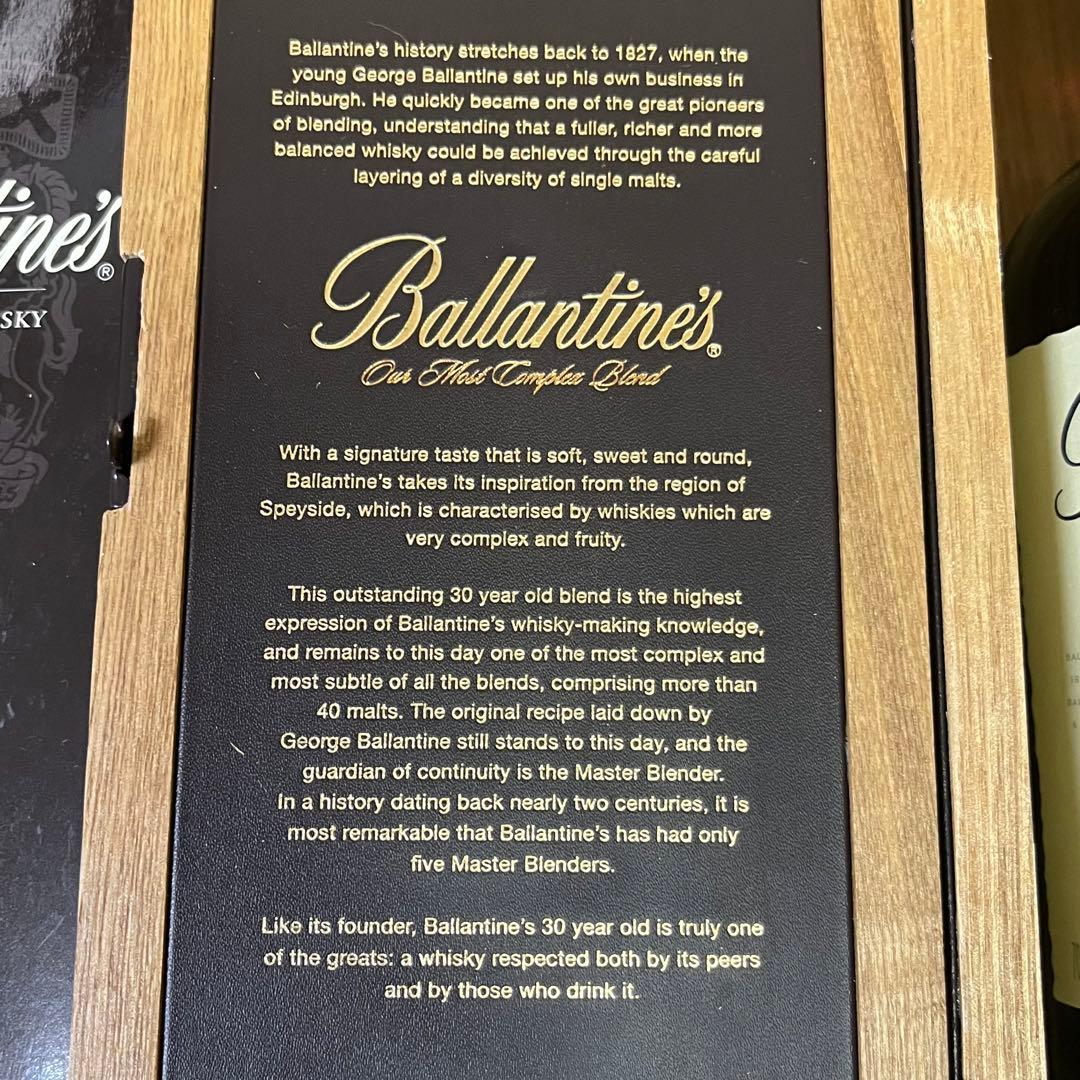 Ballantine's history stretches back to 1827, when the
young George Ballantine set up his own business in
Edinburgh. He quickly became one of the great pioneers
of blending, understanding that a fuller, richer and more
balanced whisky could be achieved through the careful
layering of a diversity of single malts.
Ballantine's®
Our Most Complex Blend
With a signature taste that is soft, sweet and round,
Ballantine's takes its inspiration from the region of
Speyside, which is characterised by whiskies which are
very complex and fruity.
This outstanding 30 year old blend is the highest
expression of Ballantine's whisky-making knowledge,
and remains to this day one of the most complex and
most subtle of all the blends, comprising more than
40 malts. The original recipe laid down by
George Ballantine still stands to this day, and the
guardian of continuity is the Master Blender.
In a history dating back nearly two centuries, it is
most remarkable that Ballantine's has had only
five Master Blenders.
Like its founder, Ballantine's 30 year old is truly one
of the greats: a whisky respected both by its peers
and by those who drink it.
tine's®
SKY